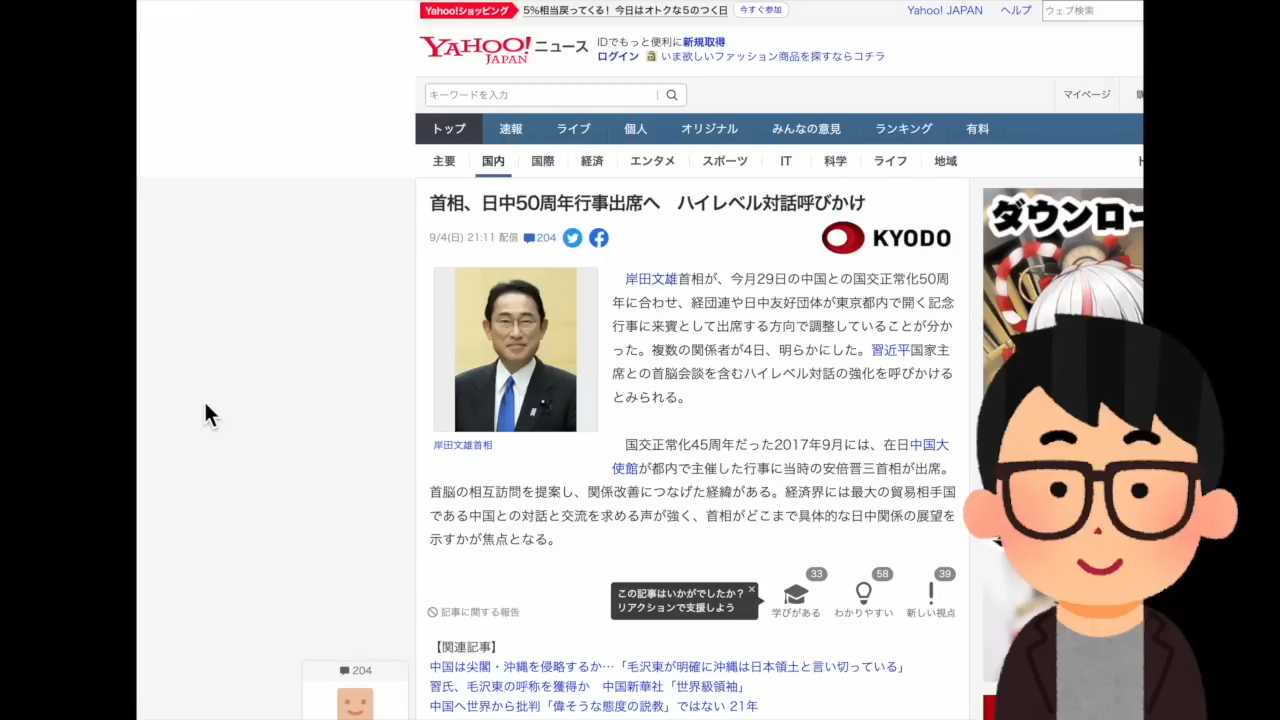 Yahoo!ショッピング 5%相当戻ってくる！今日はオトクな5のつく日 今すぐ参加 Yahoo! JAPAN ヘルプ ウェブ検索
YAHOO! JAPAN ニュース IDでもっと便利に新規取得
ログイン いま欲しいファッション商品を探すならコチラ
キーワードを入力 マイページ
トップ 速報 ライブ 個人 オリジナル みんなの意見 ランキング 有料
主要 国内 国際 経済 エンタメ スポーツ IT 科学 ライフ 地域
首相、日中50周年行事出席へ　ハイレベル対話呼びかけ
9/4(日) 21:11 配信 204
KYODO
ダウンロー
岸田文雄首相が、今月29日の中国との国交正常化50周
年に合わせ、経団連や日中友好団体が東京都内で開く記念
行事に来賓として出席する方向で調整していることが分か
った。複数の関係者が4日、明らかにした。習近平国家主
席との首脳会談を含むハイレベル対話の強化を呼びかける
とみられる。
岸田文雄首相
国交正常化45周年だった2017年9月には、在日中国大
使館が都内で主催した行事に当時の安倍晋三首相が出席。
首脳の相互訪問を提案し、関係改善につなげた経緯がある。経済界には最大の貿易相手国
である中国との対話と交流を求める声が強く、首相がどこまで具体的な日中関係の展望を
示すかが焦点となる。
この記事はいかがでしたか？
リアクションで支援しよう
33 58 39
学びがある わかりやすい 新しい視点
記事に関する報告
【関連記事】
中国は尖閣・沖縄を侵略するか…「毛沢東が明確に沖縄は日本領土と言い切っている」
習氏、毛沢東の呼称を獲得か　中国新華社「世界級領袖」
中国へ世界から批判「偉そうな態度の説教」ではない 21年
204